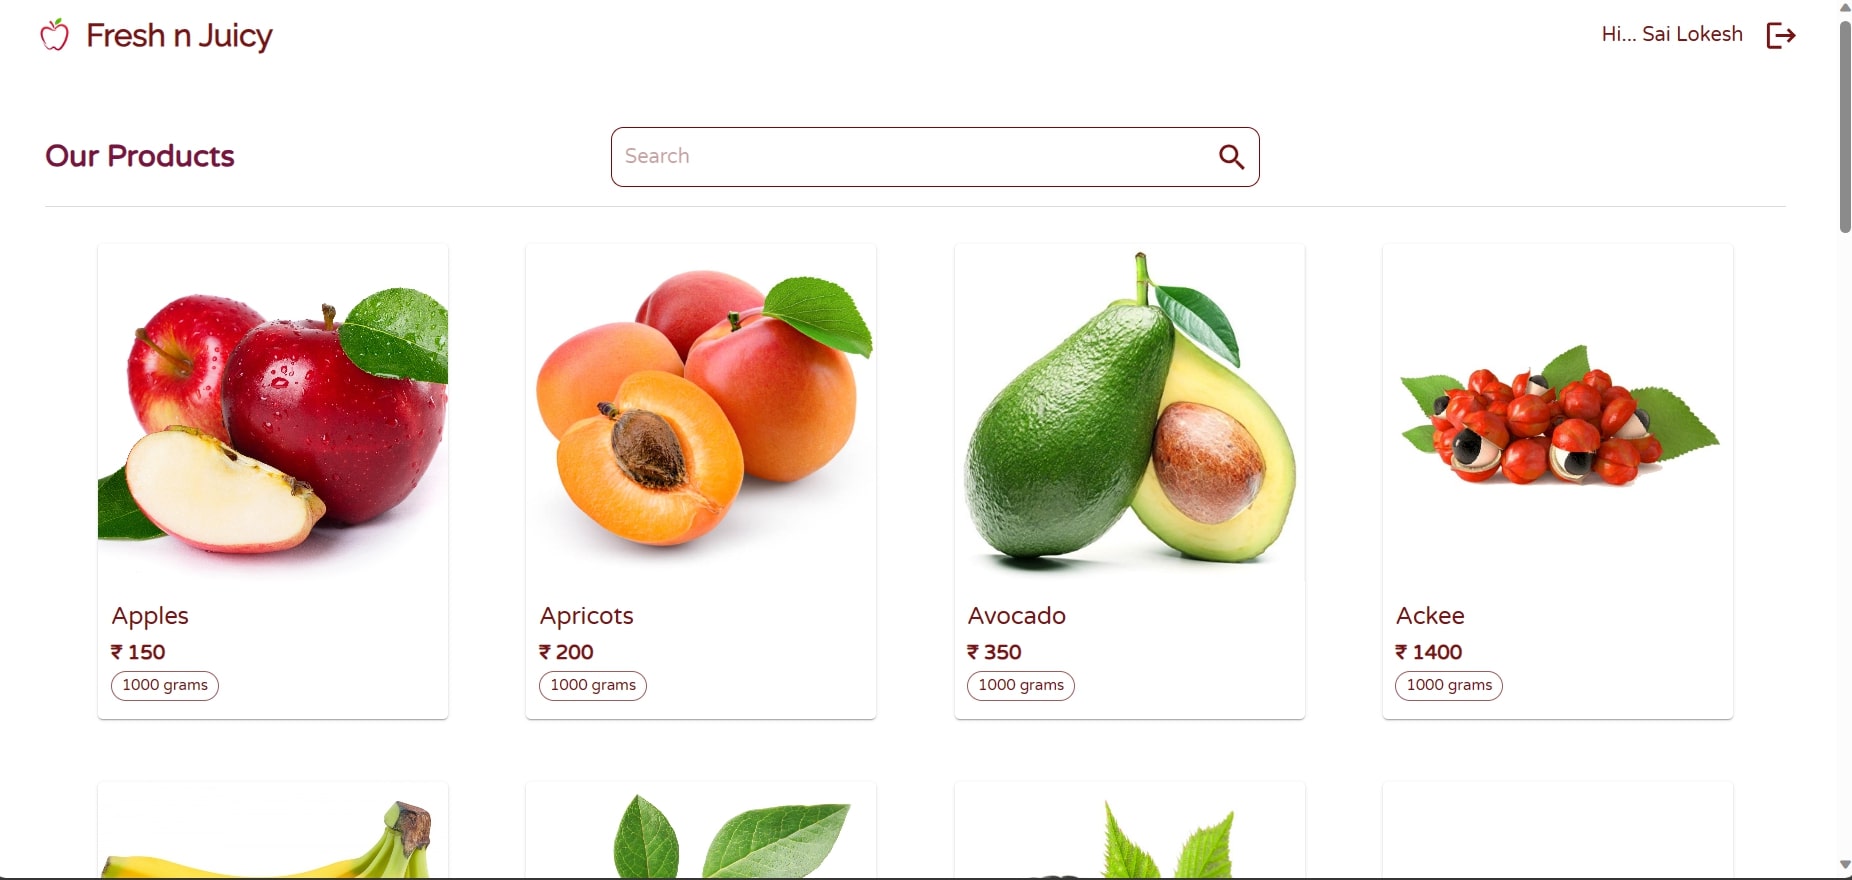 Fresh n Juicy
Hi... Sai Lokesh
Our Products
Search
Apples
₹ 150
1000 grams
Apricots
₹ 200
1000 grams
Avocado
₹ 350
1000 grams
Ackee
₹ 1400
1000 grams